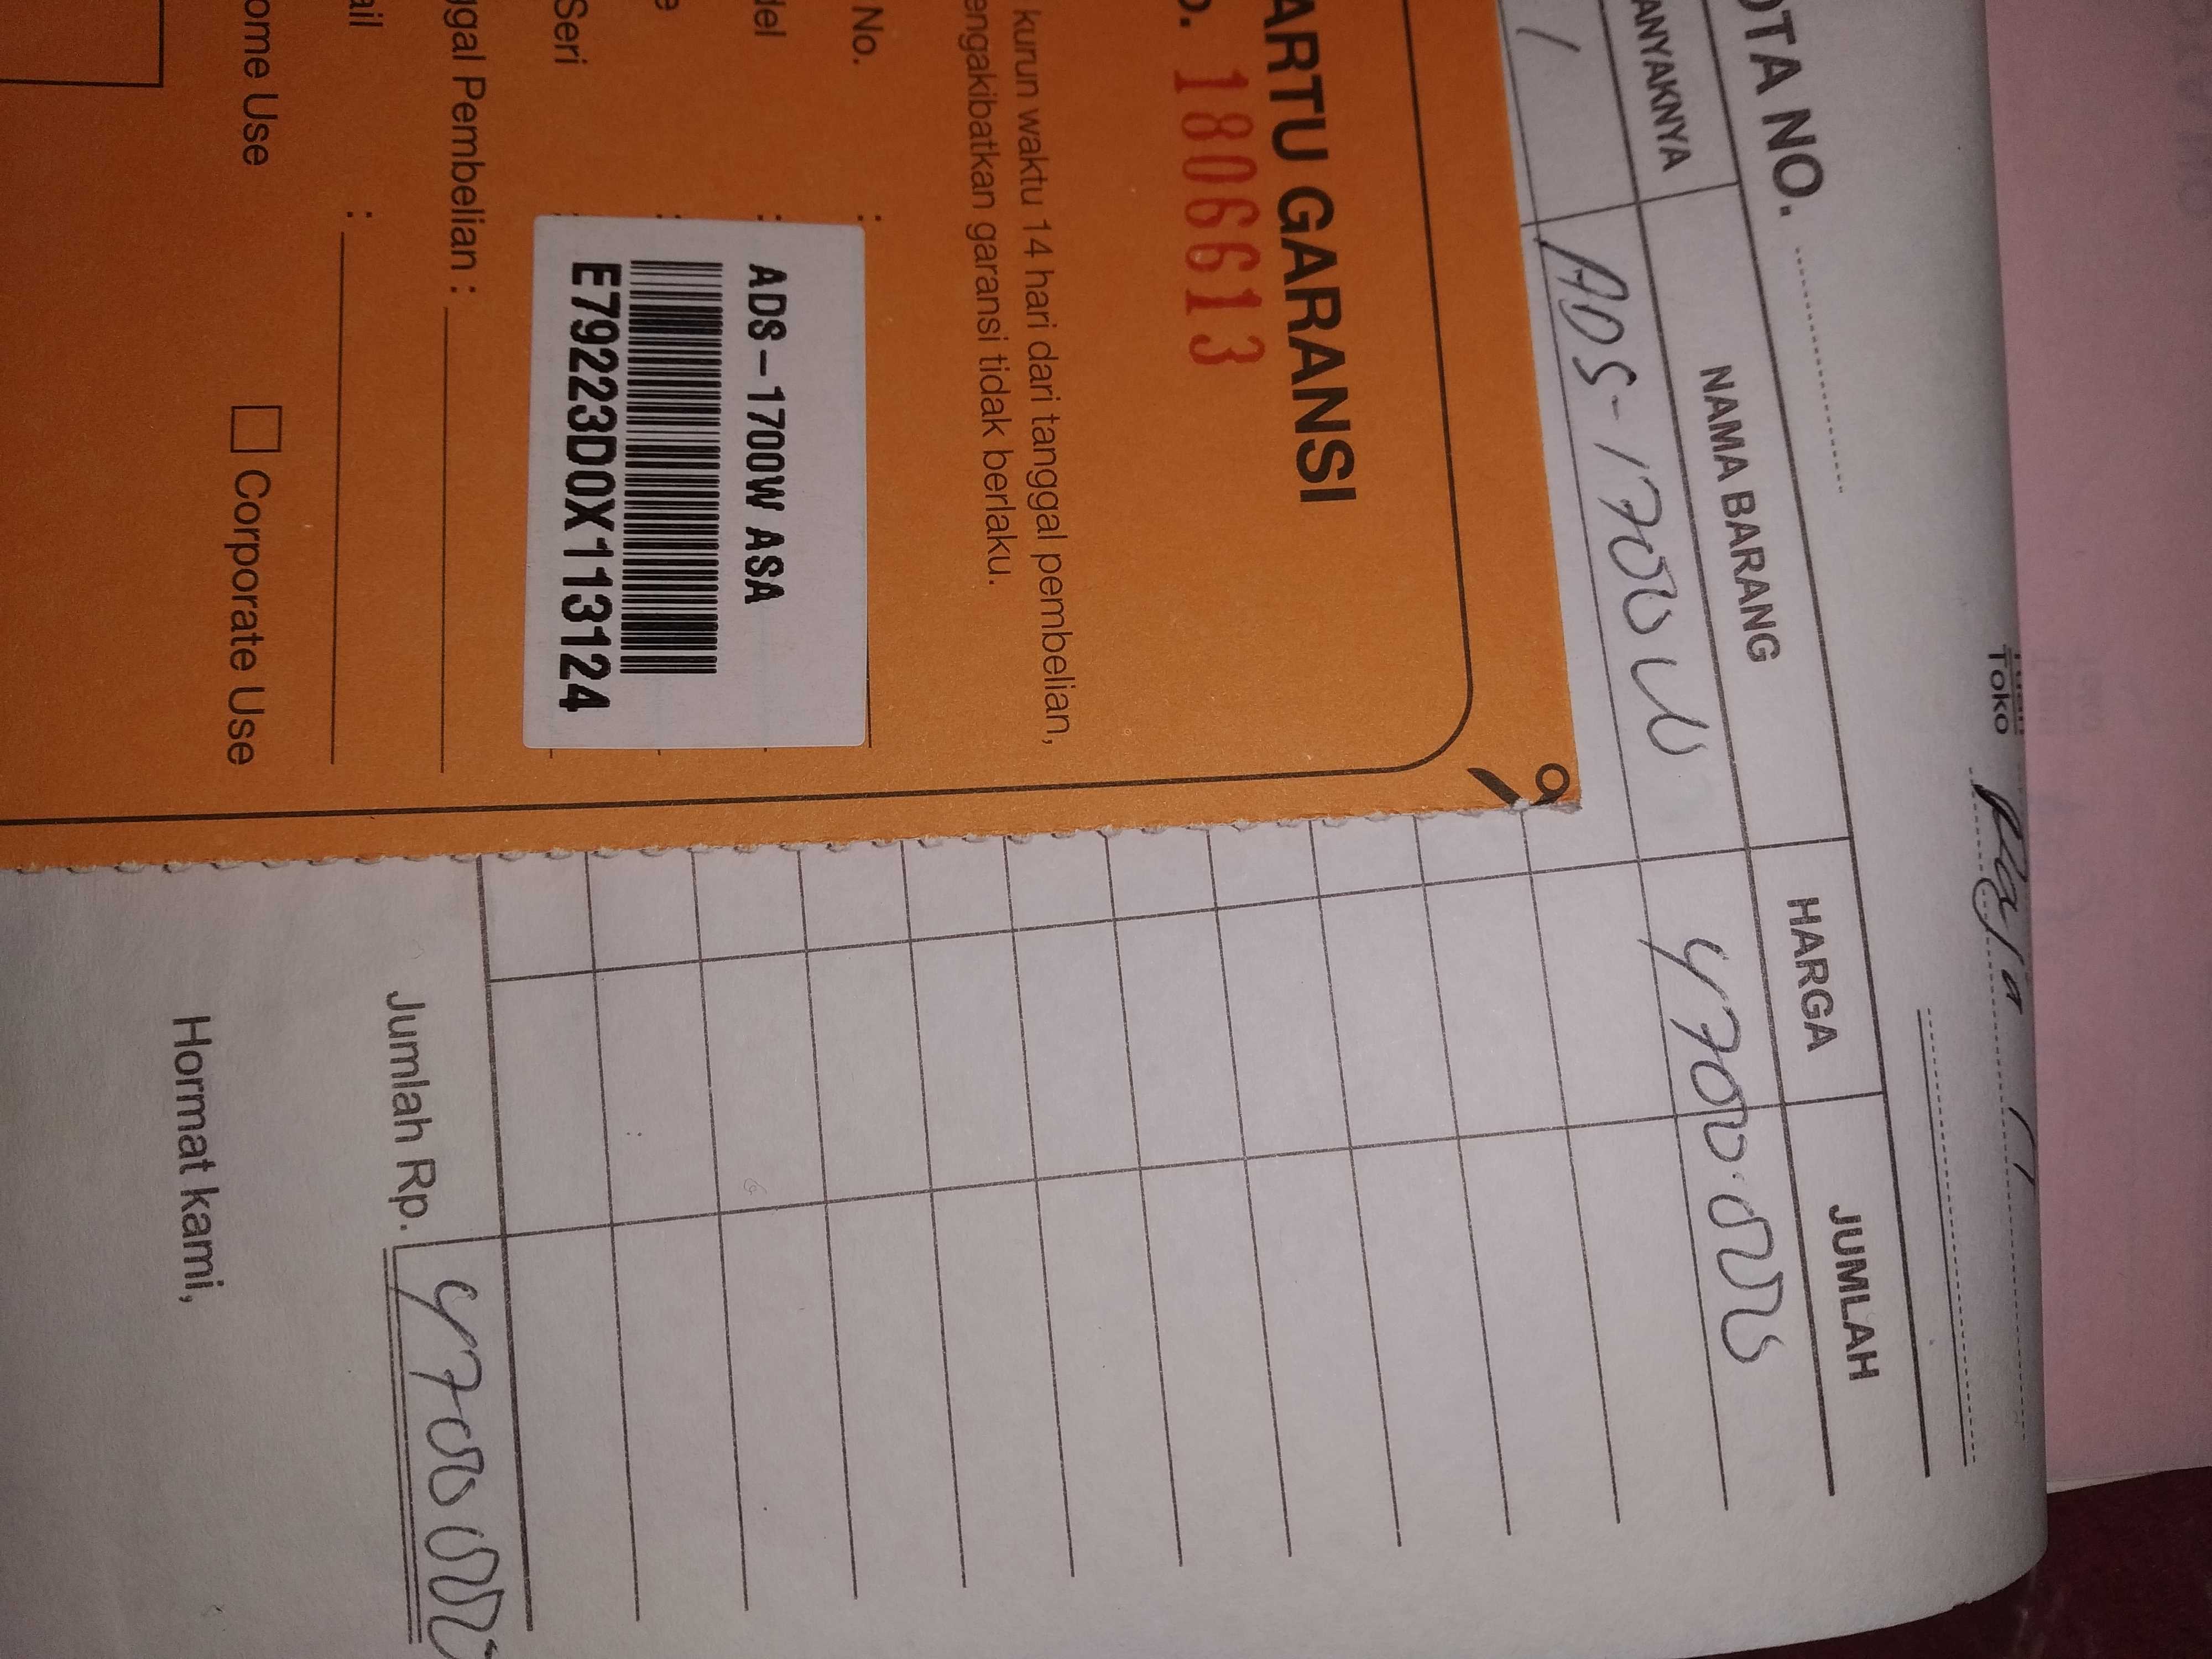 Toko
OTA NO.
ANYAKNYA NAMA BARANG HARGA JUMLAH
1 ADS-1700W 4700.000
Jumlah Rp. 4700000
Hormat kami,
ARTU GARANSI
1806613
kurun waktu 14 hari dari tanggal pembelian,
engakibatkan garansi tidak berlaku.
No. :
del :
ADS-1700W ASA
e :
Seri :
E79223D0X113124
ggal Pembelian :
ail :
ome Use Corporate Use